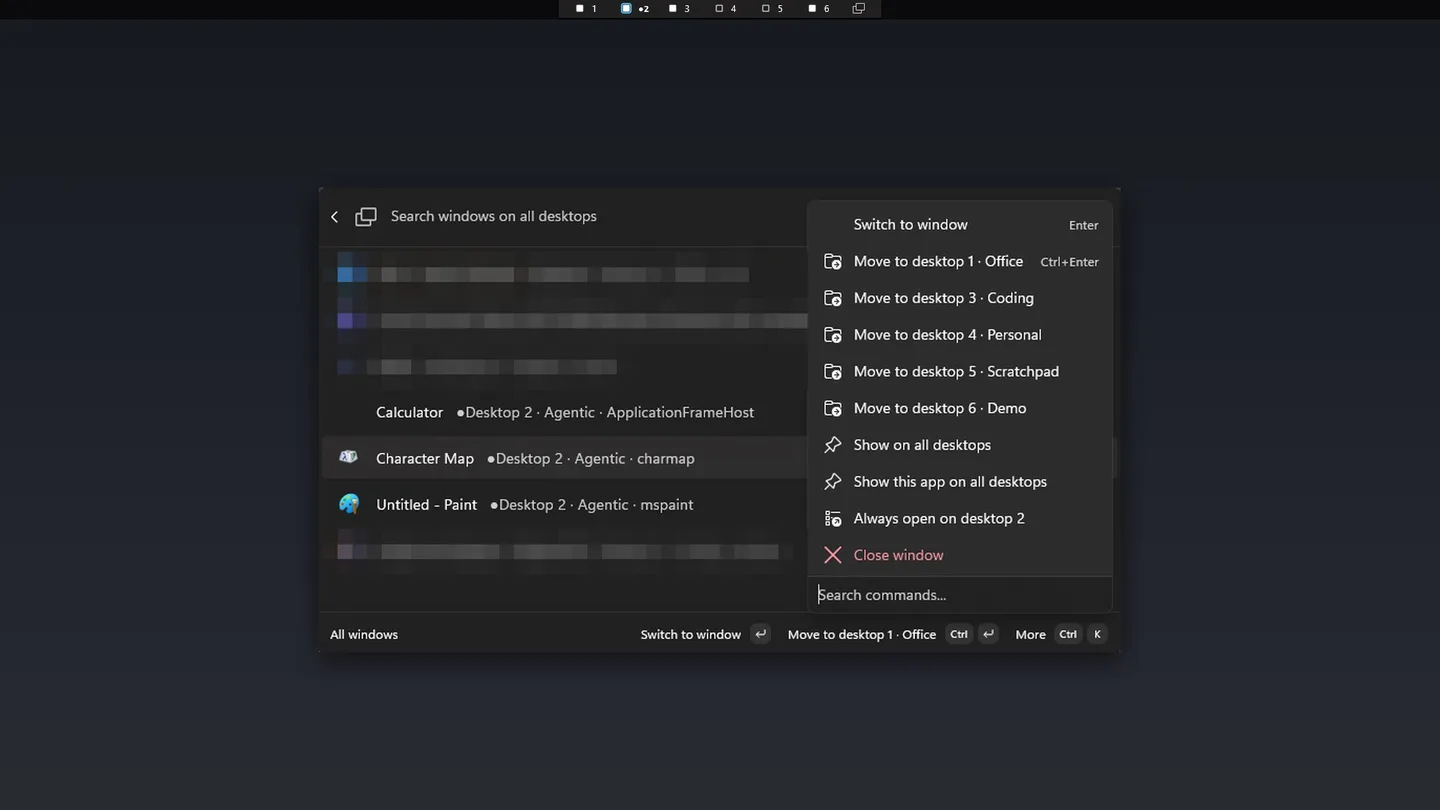 1 •2 3 4 5 6
Search windows on all desktops
Calculator •Desktop 2 · Agentic · ApplicationFrameHost
Character Map •Desktop 2 · Agentic · charmap
Untitled - Paint •Desktop 2 · Agentic · mspaint
Switch to window Enter
Move to desktop 1 · Office Ctrl+Enter
Move to desktop 3 · Coding
Move to desktop 4 · Personal
Move to desktop 5 · Scratchpad
Move to desktop 6 · Demo
Show on all desktops
Show this app on all desktops
Always open on desktop 2
Close window
Search commands...
All windows Switch to window ↵ Move to desktop 1 · Office Ctrl ↵ More Ctrl K